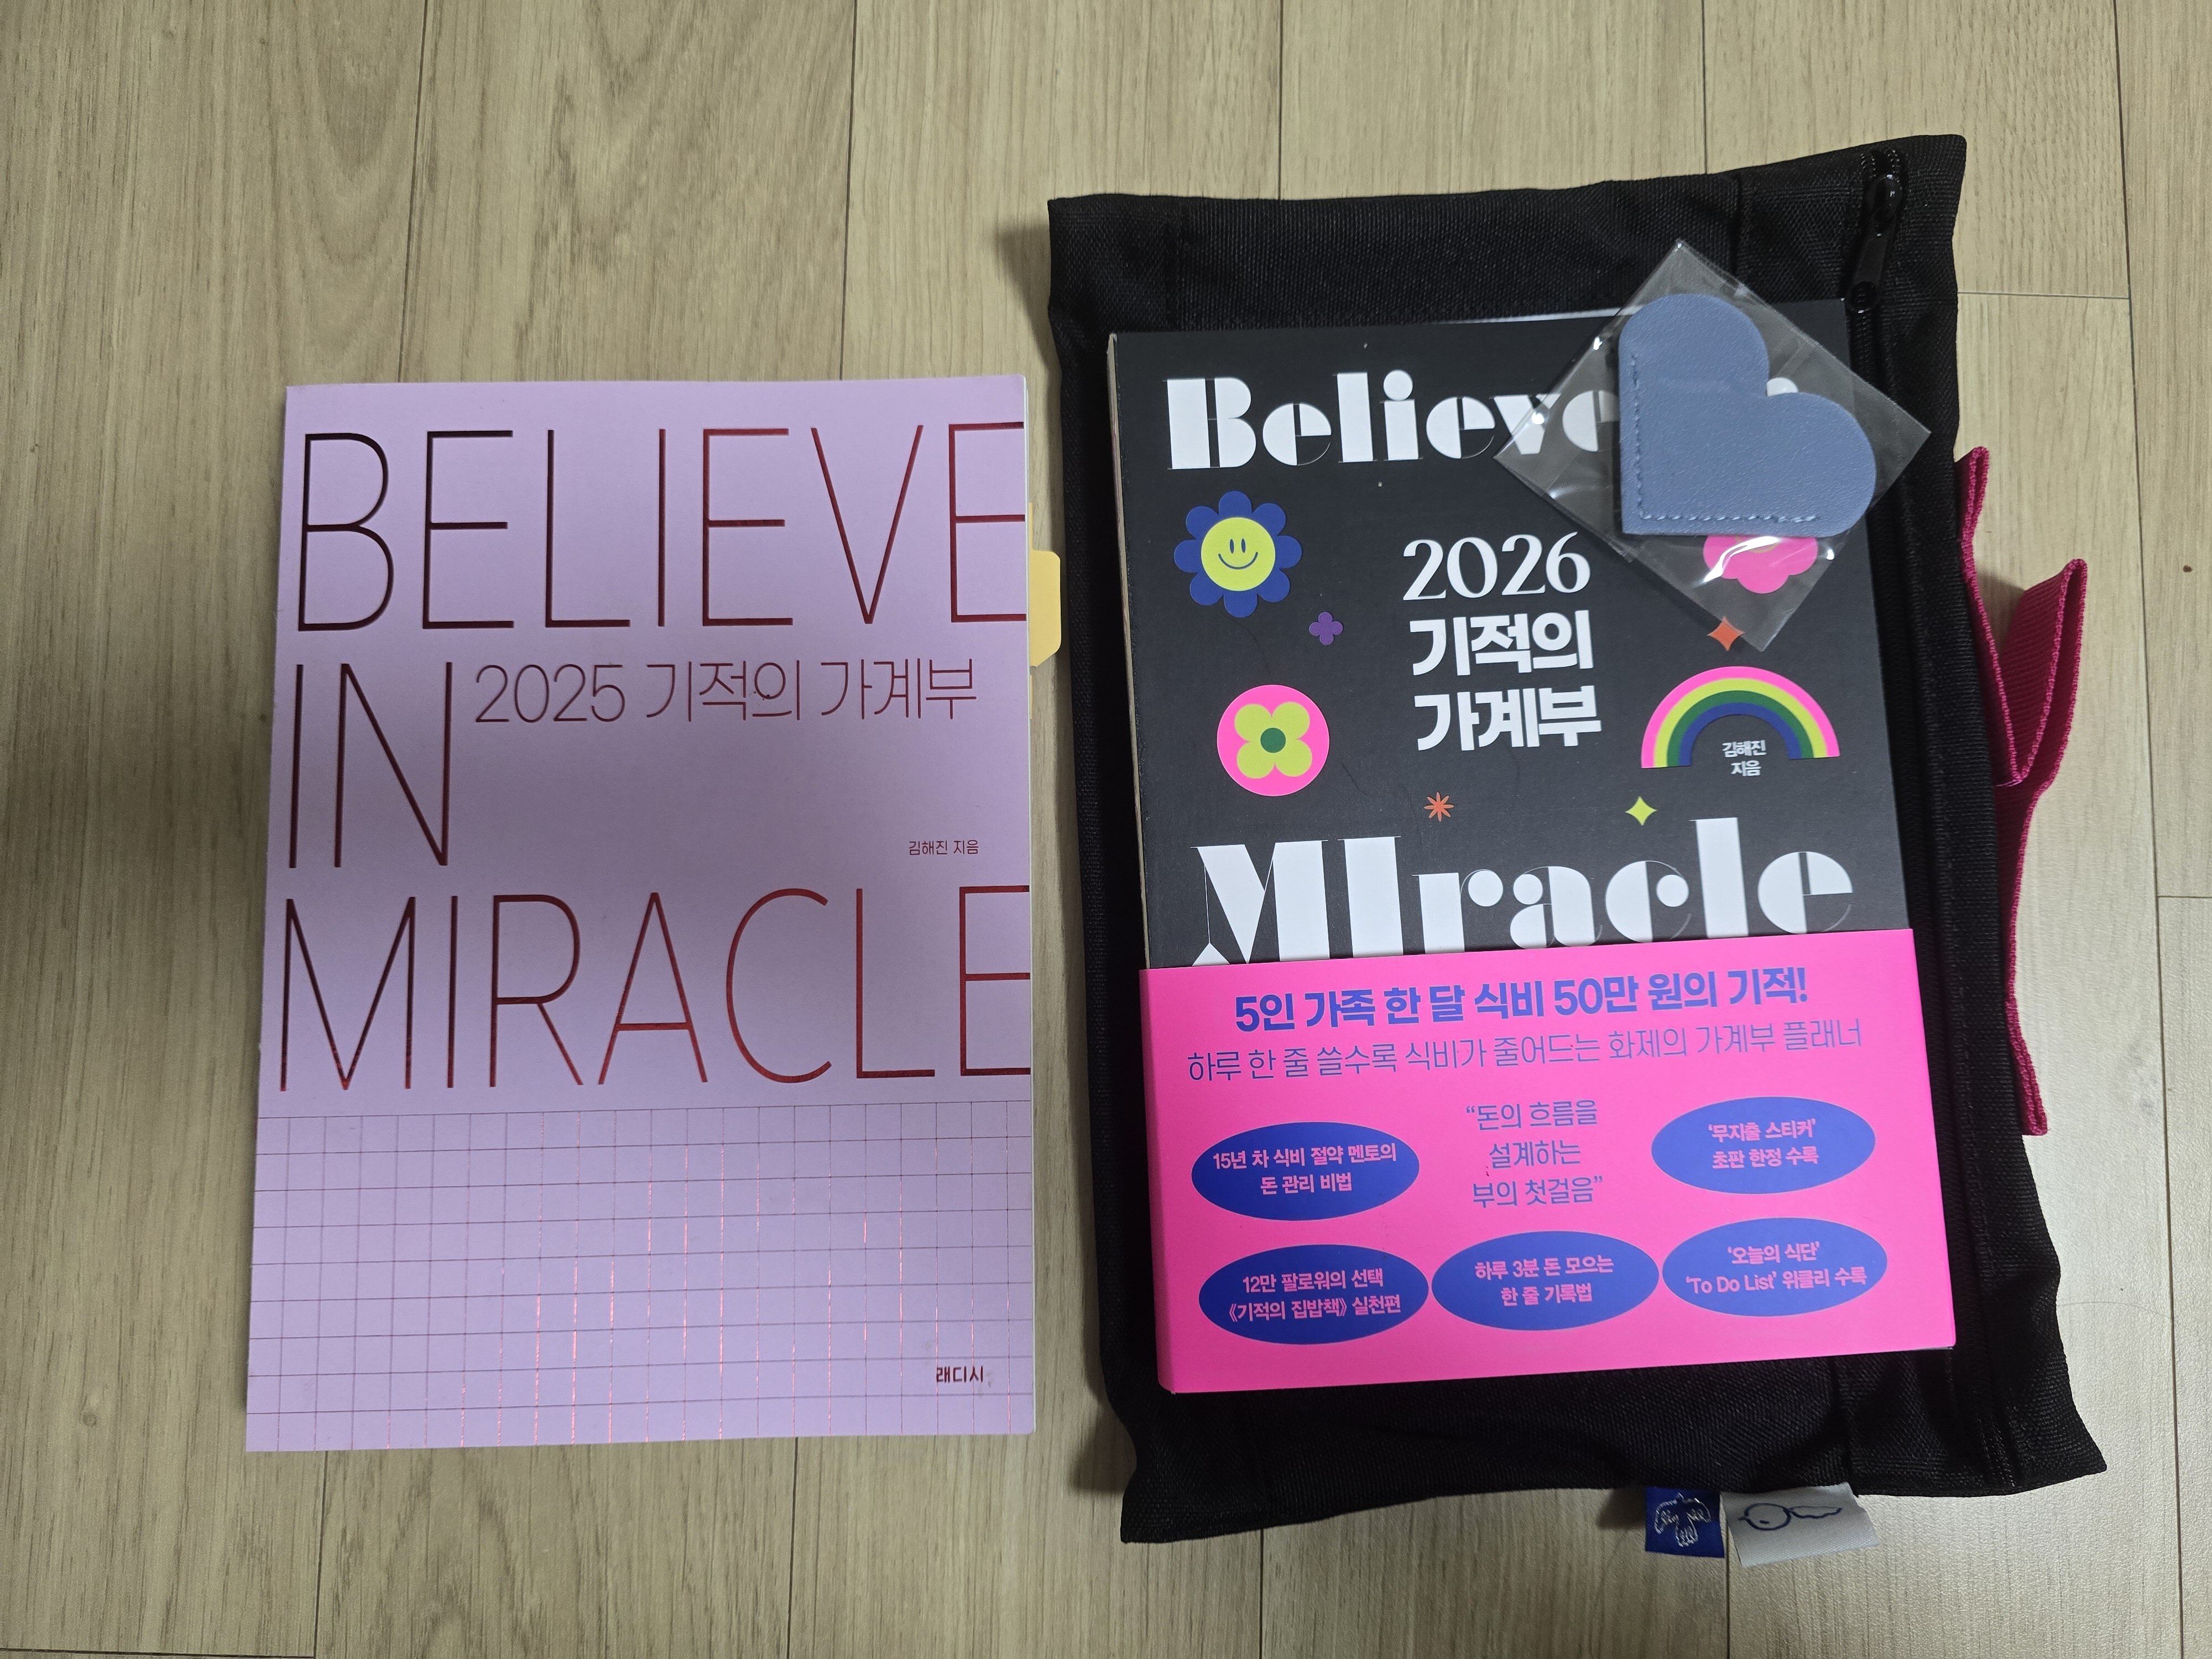 BELIEVE
IN
2025 기적의 가계부
김해진 지음
MIRACLE
래디시
Believe
2026
기적의
가계부
김해진
지음
MIracle
5인 가족 한 달 식비 50만 원의 기적!
하루 한 줄 쓸수록 식비가 줄어드는 화제의 가계부 플래너
15년 차 식비 절약 멘토의
돈 관리 비법
“돈의 흐름을
설계하는
부의 첫걸음”
‘무지출 스티커’
초판 한정 수록
12만 팔로워의 선택
《기적의 집밥책》 실천편
하루 3분 돈 모으는
한 줄 기록법
‘오늘의 식단’
‘To Do List’ 위클리 수록